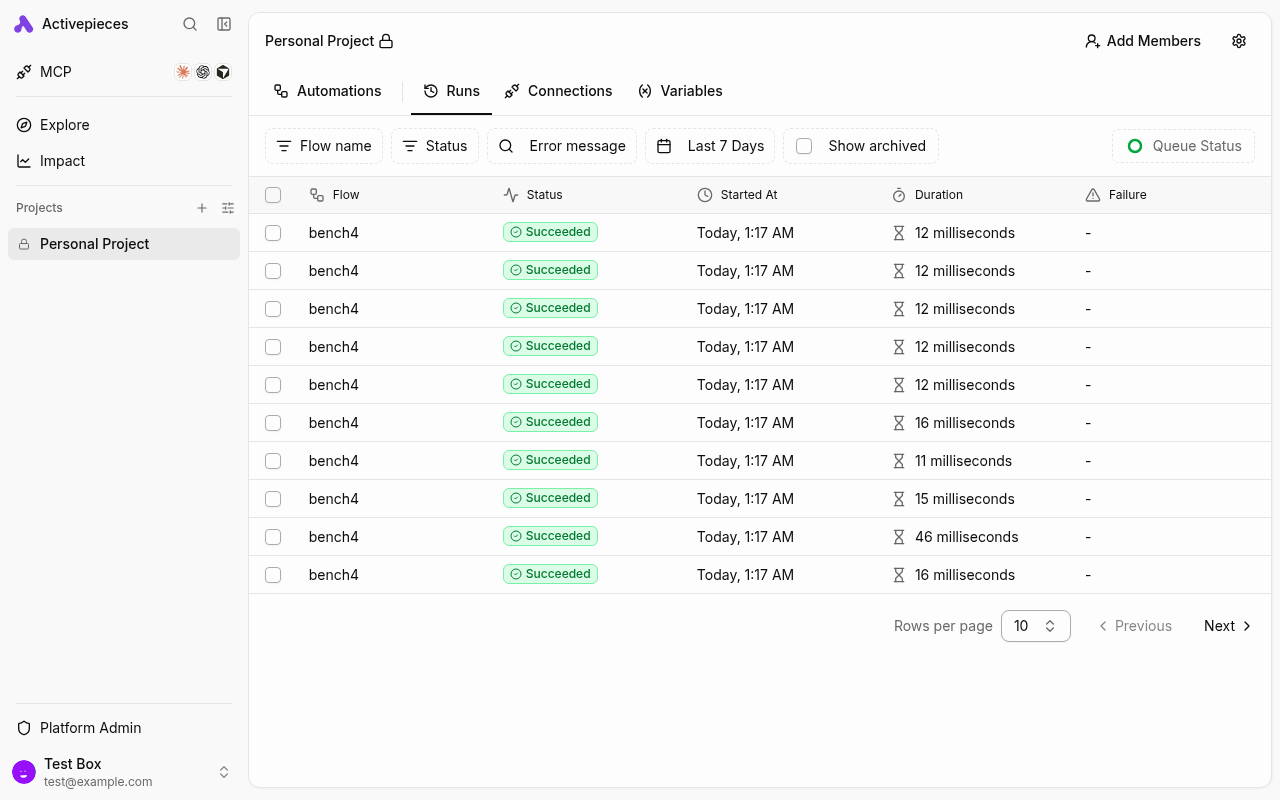 Activepieces
MCP
Explore
Impact
Projects
Personal Project
Platform Admin
Test Box
test@example.com
Personal Project
Add Members
Automations
Runs
Connections
Variables
Flow name
Status
Error message
Last 7 Days
Show archived
Queue Status
Flow Status Started At Duration Failure
bench4 Succeeded Today, 1:17 AM 12 milliseconds -
bench4 Succeeded Today, 1:17 AM 12 milliseconds -
bench4 Succeeded Today, 1:17 AM 12 milliseconds -
bench4 Succeeded Today, 1:17 AM 12 milliseconds -
bench4 Succeeded Today, 1:17 AM 12 milliseconds -
bench4 Succeeded Today, 1:17 AM 16 milliseconds -
bench4 Succeeded Today, 1:17 AM 11 milliseconds -
bench4 Succeeded Today, 1:17 AM 15 milliseconds -
bench4 Succeeded Today, 1:17 AM 46 milliseconds -
bench4 Succeeded Today, 1:17 AM 16 milliseconds -
Rows per page 10 Previous Next